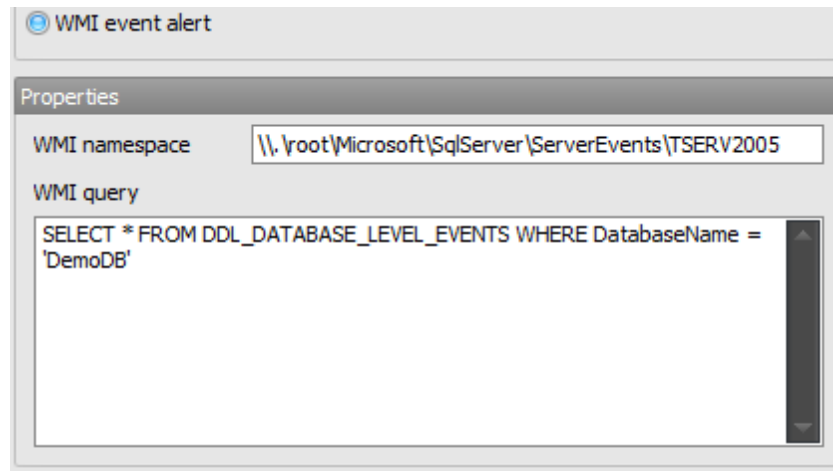 WMI event alert
Properties
WMI namespace \\.\root\Microsoft\SqlServer\ServerEvents\TSERV2005
WMI query
SELECT * FROM DDL_DATABASE_LEVEL_EVENTS WHERE DatabaseName =
'DemoDB'